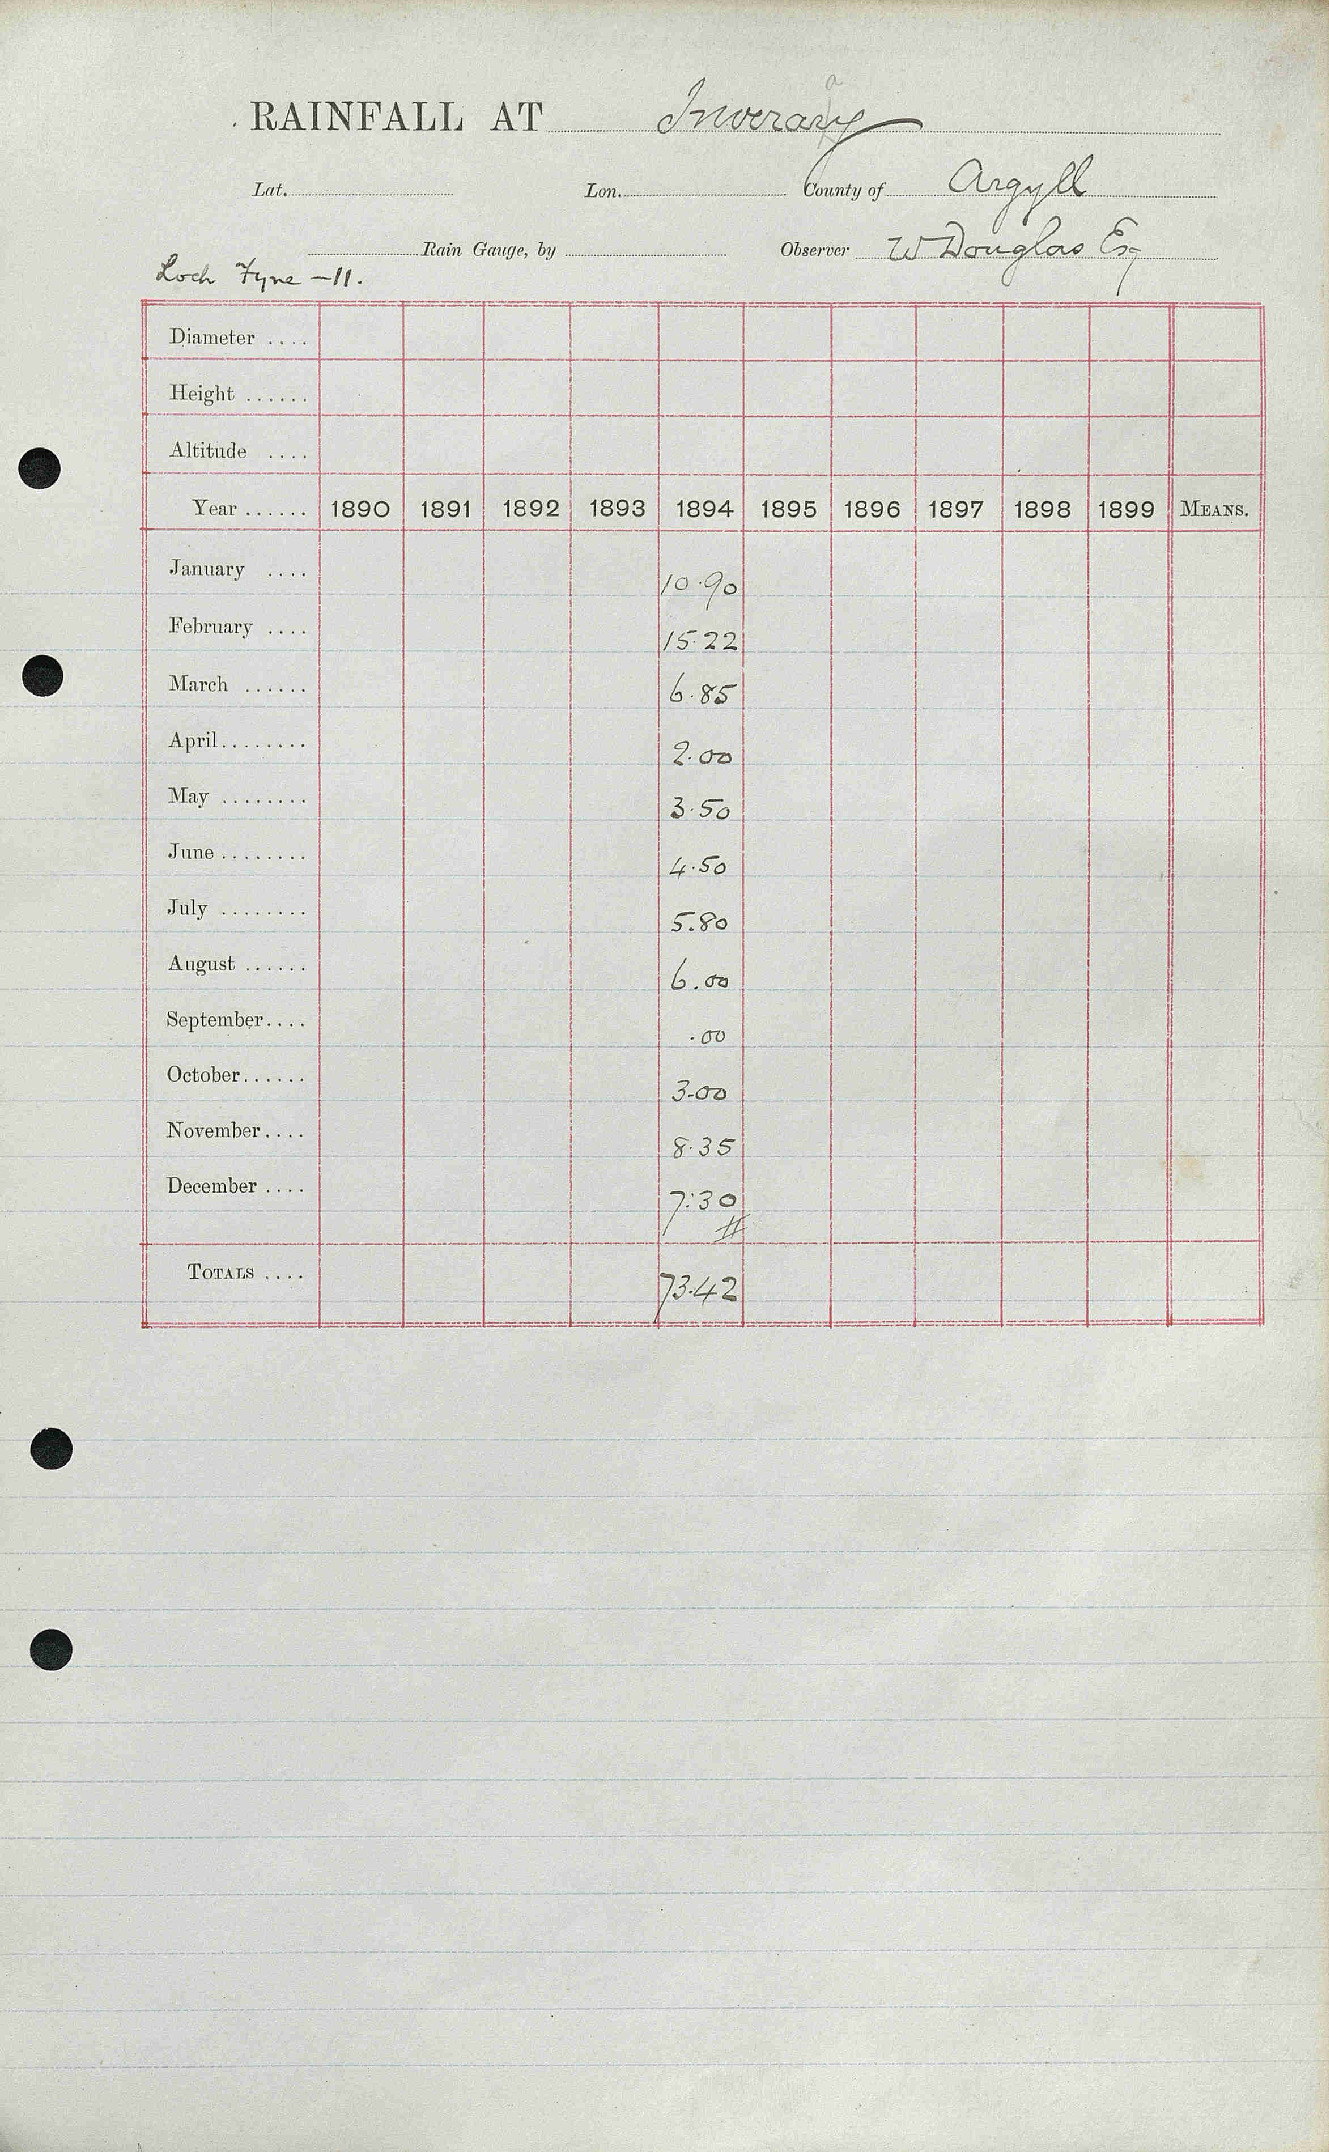 RAINFALL AT Inveraray
Lat. Lon. County of Argyll
Rain Gauge, by Observer W Douglas Esq
Loch Fyne - 11.
Diameter ....
Height ......
Altitude ....
Year ...... 1890 1891 1892 1893 1894 1895 1896 1897 1898 1899 MEANS.
January .... 10.90
February .... 15.22
March ...... 6.85
April........ 2.00
May ........ 3.50
June ........ 4.50
July ........ 5.80
August ...... 6.00
September.... .00
October...... 3.00
November.... 8.35
December .... 7.30
TOTALS .... 73.42